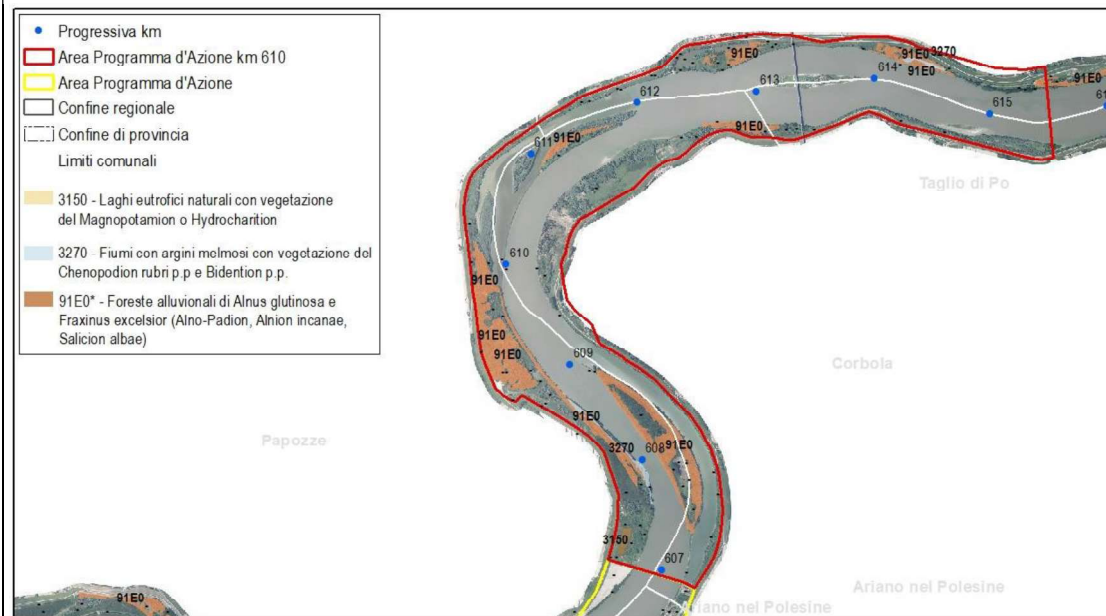 Progressiva km
Area Programma d'Azione km 610
Area Programma d'Azione
Confine regionale
Confine di provincia
Limiti comunali
3150 - Laghi eutrofici naturali con vegetazione
del Magnopotamion o Hydrocharition
3270 - Fiumi con argini melmosi con vegetazione del
Chenopodion rubri p.p e Bidention p.p.
91E0* - Foreste alluvionali di Alnus glutinosa e
Fraxinus excelsior (Alno-Padion, Alnion incanae,
Salicion albae)
91E0
91E0
3270
91E0
91E0
614
613
612
615
61
91E0
611
91E0
Taglio di Po
610
91E0
91E0
91E0
609
Corbola
91E0
Papozze
3270
608
91E0
3150
607
Ariano nel Polesine
Ariano nel Polesine
91E0